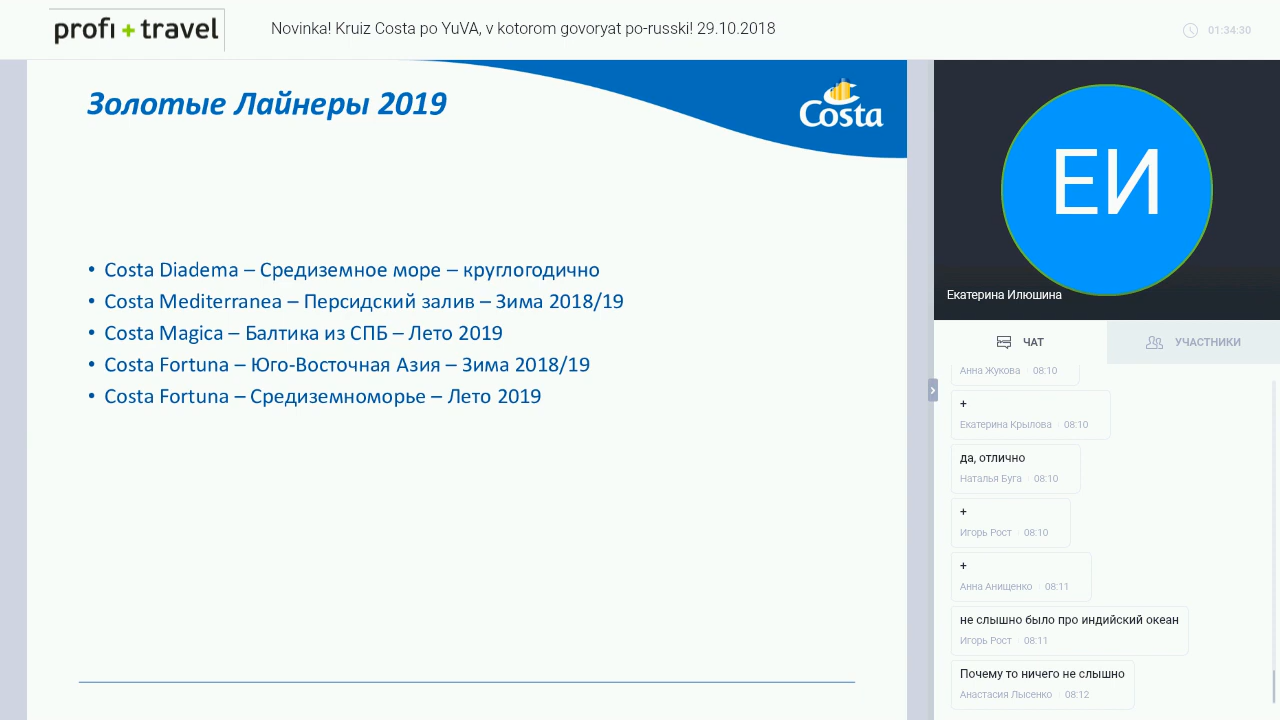 profi + travel
Novinka! Kruiz Costa po YuVA, v kotorom govoryat po-russki! 29.10.2018
01:34:30
Золотые Лайнеры 2019
Costa
• Costa Diadema – Средиземное море – круглогодично
• Costa Mediterranea – Персидский залив – Зима 2018/19
• Costa Magica – Балтика из СПБ – Лето 2019
• Costa Fortuna – Юго-Восточная Азия – Зима 2018/19
• Costa Fortuna – Средиземноморье – Лето 2019
ЕИ
Екатерина Илюшина
ЧАТ
УЧАСТНИКИ
Анна Жукова · 08:10
+
Екатерина Крылова · 08:10
да, отлично
Наталья Буга · 08:10
+
Игорь Рост · 08:10
+
Анна Анищенко · 08:11
не слышно было про индийский океан
Игорь Рост · 08:11
Почему то ничего не слышно
Анастасия Лысенко · 08:12